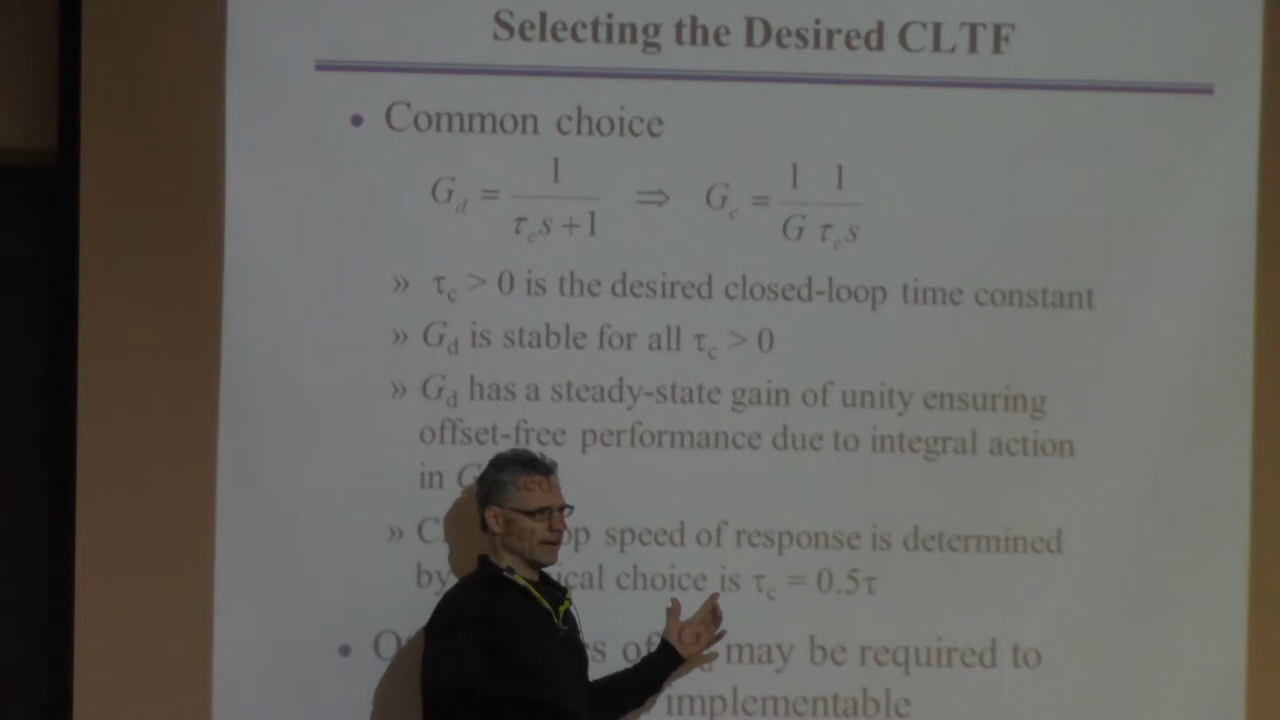 Selecting the Desired CLTF
• Common choice
G_d = 1 / (τ_c s + 1) ⇒ G_c = 1/G 1/(τ_c s)
» τ_c > 0 is the desired closed-loop time constant
» G_d is stable for all τ_c > 0
» G_d has a steady-state gain of unity ensuring
offset-free performance due to integral action
in
» speed of response is determined
by choice is τ_c = 0.5τ
• may be required to
implementable